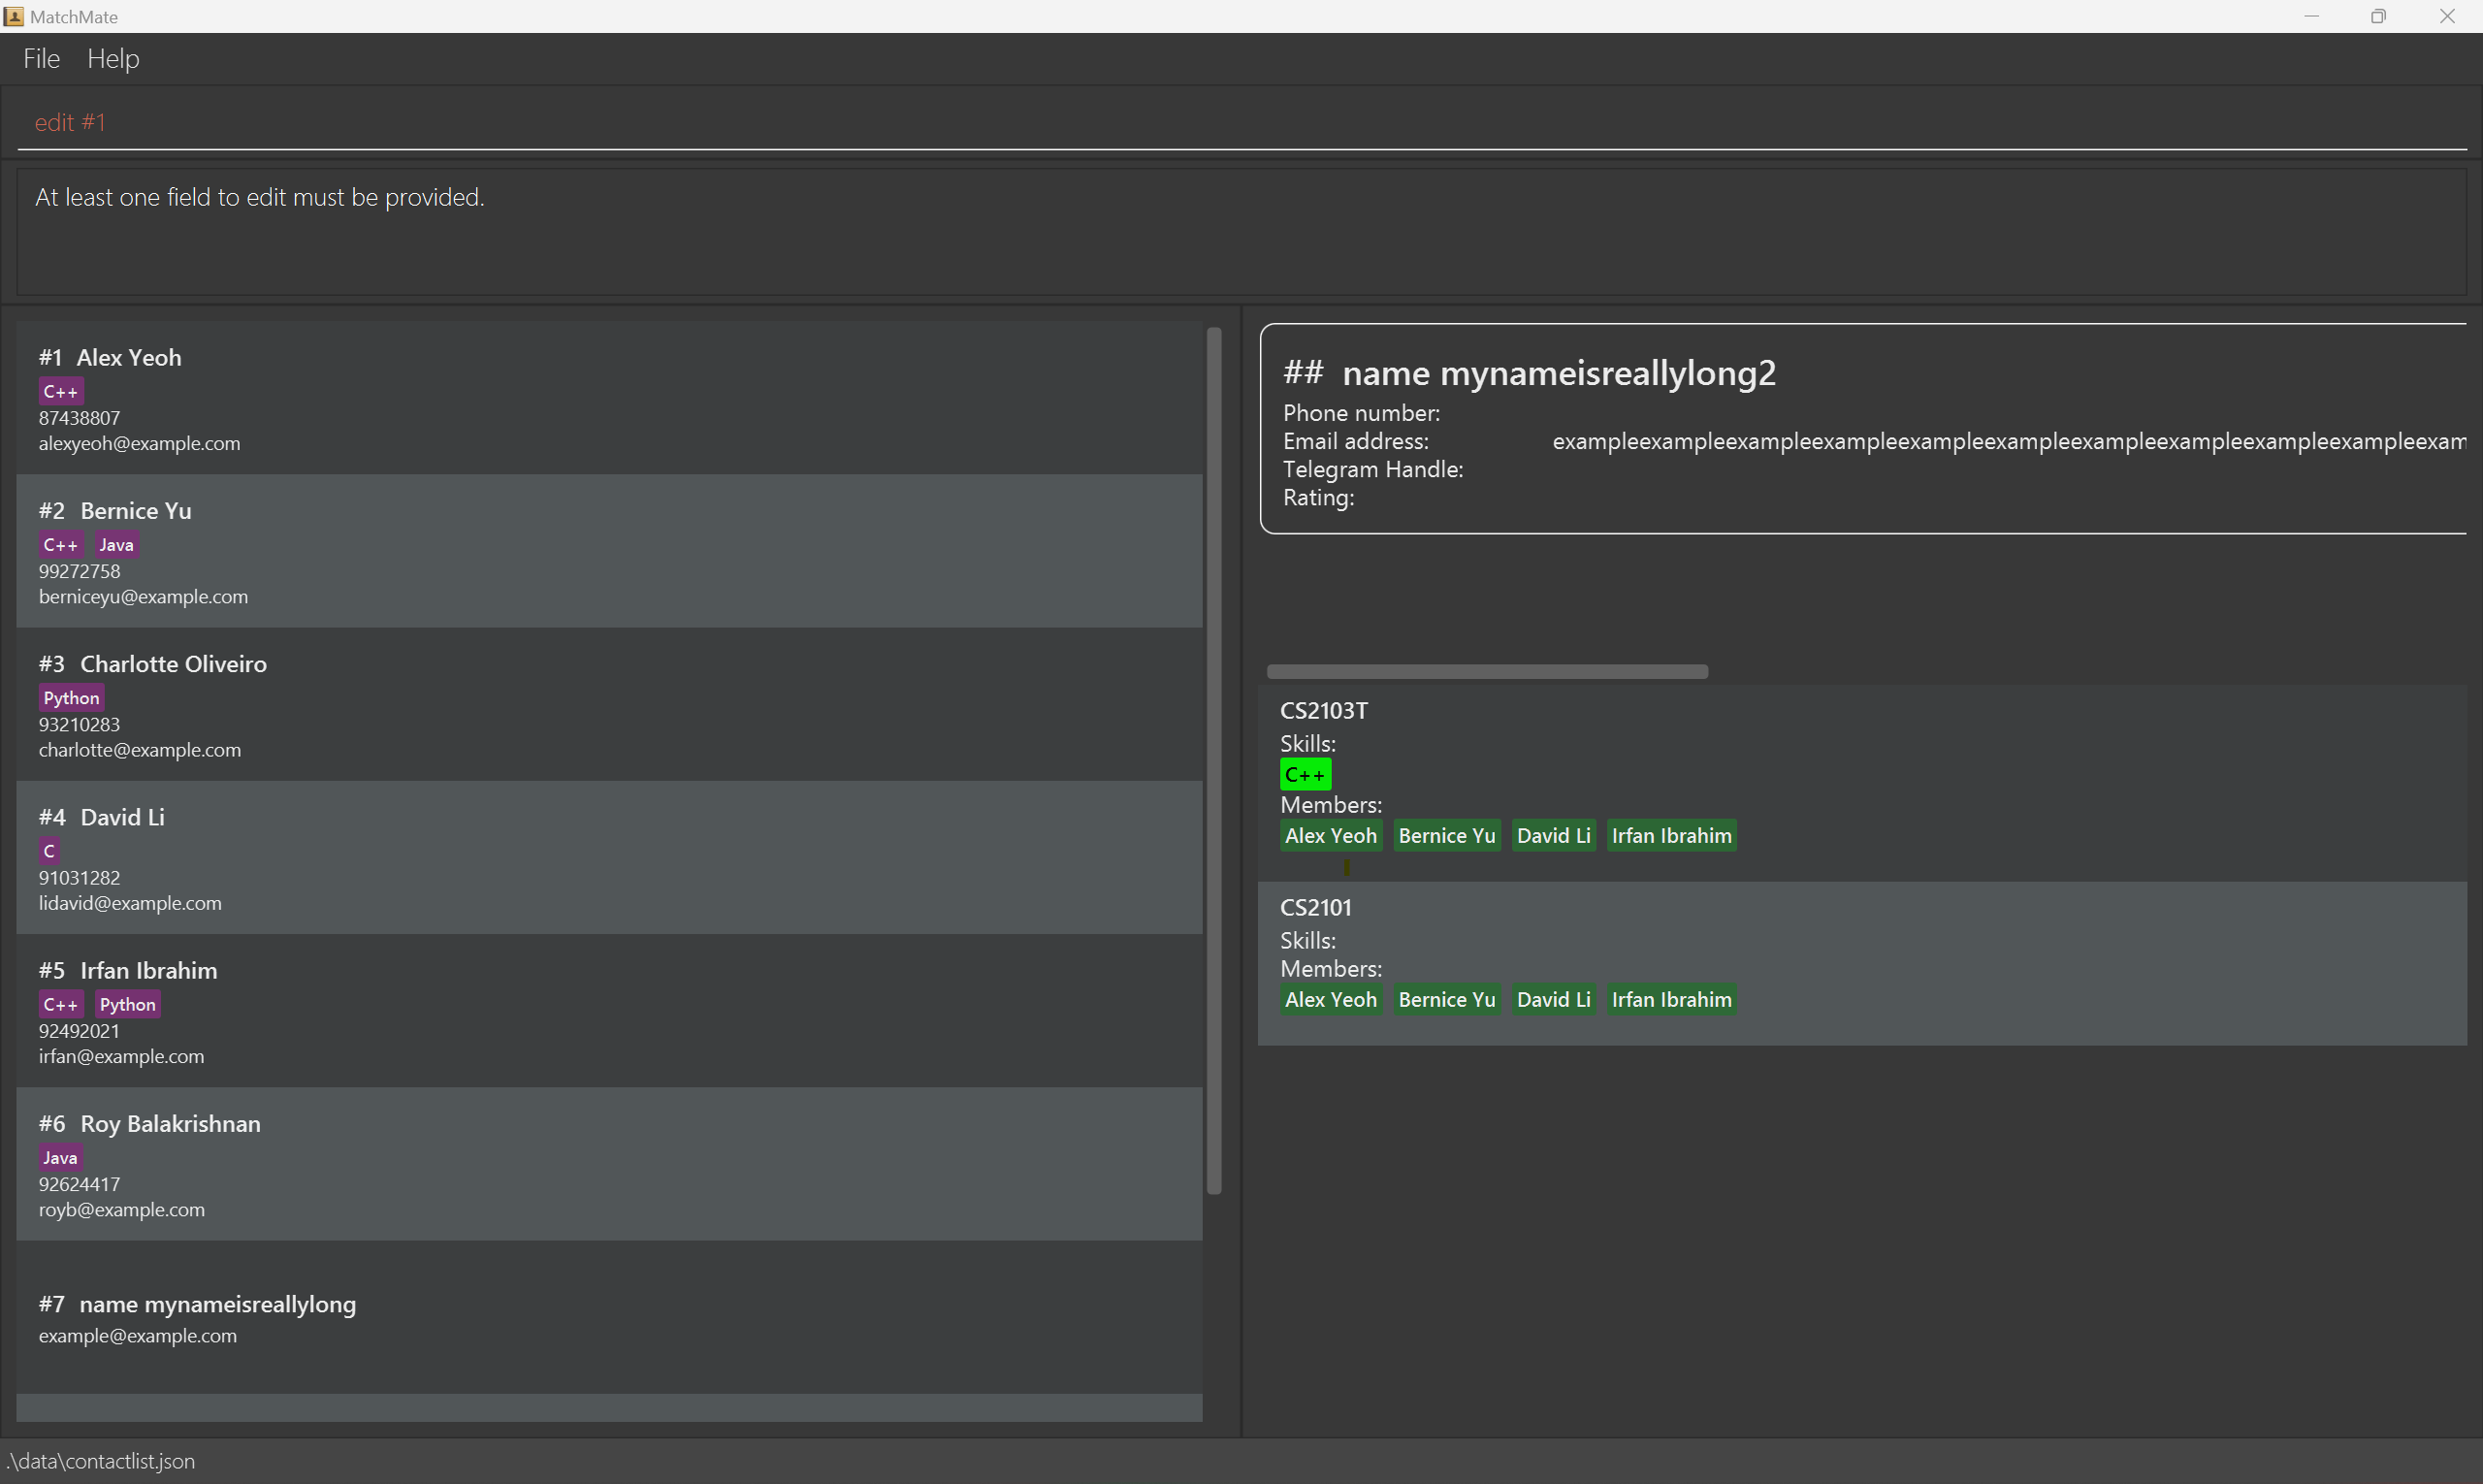 MatchMate
File Help
edit #1
At least one field to edit must be provided.
#1 Alex Yeoh
C++
87438807
alexyeoh@example.com
#2 Bernice Yu
C++ Java
99272758
berniceyu@example.com
#3 Charlotte Oliveiro
Python
93210283
charlotte@example.com
#4 David Li
C
91031282
lidavid@example.com
#5 Irfan Ibrahim
C++ Python
92492021
irfan@example.com
#6 Roy Balakrishnan
Java
92624417
royb@example.com
#7 name mynameisreallylong
example@example.com
## name mynameisreallylong2
Phone number:
Email address: exampleexampleexampleexampleexampleexampleexampleexampleexampleexampleexam
Telegram Handle:
Rating:
CS2103T
Skills:
C++
Members:
Alex Yeoh Bernice Yu David Li Irfan Ibrahim
CS2101
Skills:
Members:
Alex Yeoh Bernice Yu David Li Irfan Ibrahim
.\data\contactlist.json